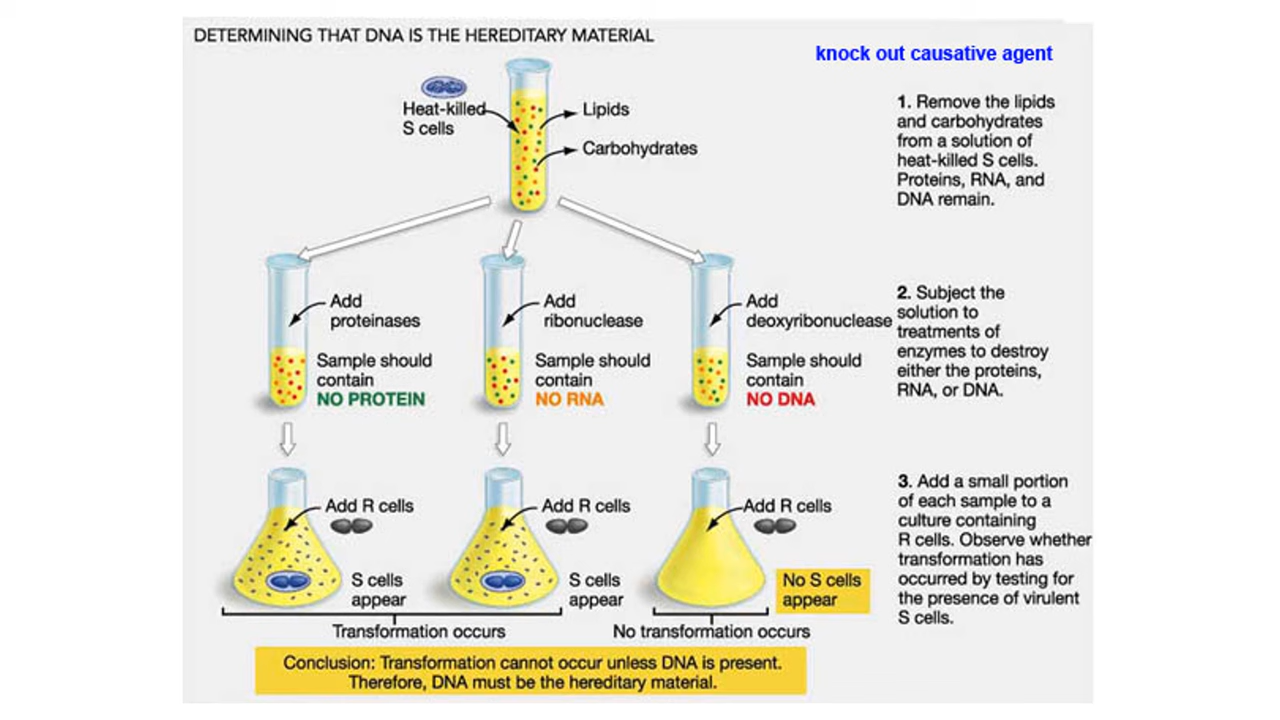 DETERMINING THAT DNA IS THE HEREDITARY MATERIAL
knock out causative agent
Heat-killed
S cells
Lipids
Carbohydrates
1. Remove the lipids
and carbohydrates
from a solution of
heat-killed S cells.
Proteins, RNA, and
DNA remain.
Add
proteinases
Sample should
contain
NO PROTEIN
Add
ribonuclease
Sample should
contain
NO RNA
Add
deoxyribonuclease
Sample should
contain
NO DNA
2. Subject the
solution to
treatments of
enzymes to destroy
either the proteins,
RNA, or DNA.
Add R cells
S cells
appear
Add R cells
S cells
appear
Transformation occurs
Add R cells
No S cells
appear
No transformation occurs
3. Add a small portion
of each sample to a
culture containing
R cells. Observe whether
transformation has
occurred by testing for
the presence of virulent
S cells.
Conclusion: Transformation cannot occur unless DNA is present.
Therefore, DNA must be the hereditary material.